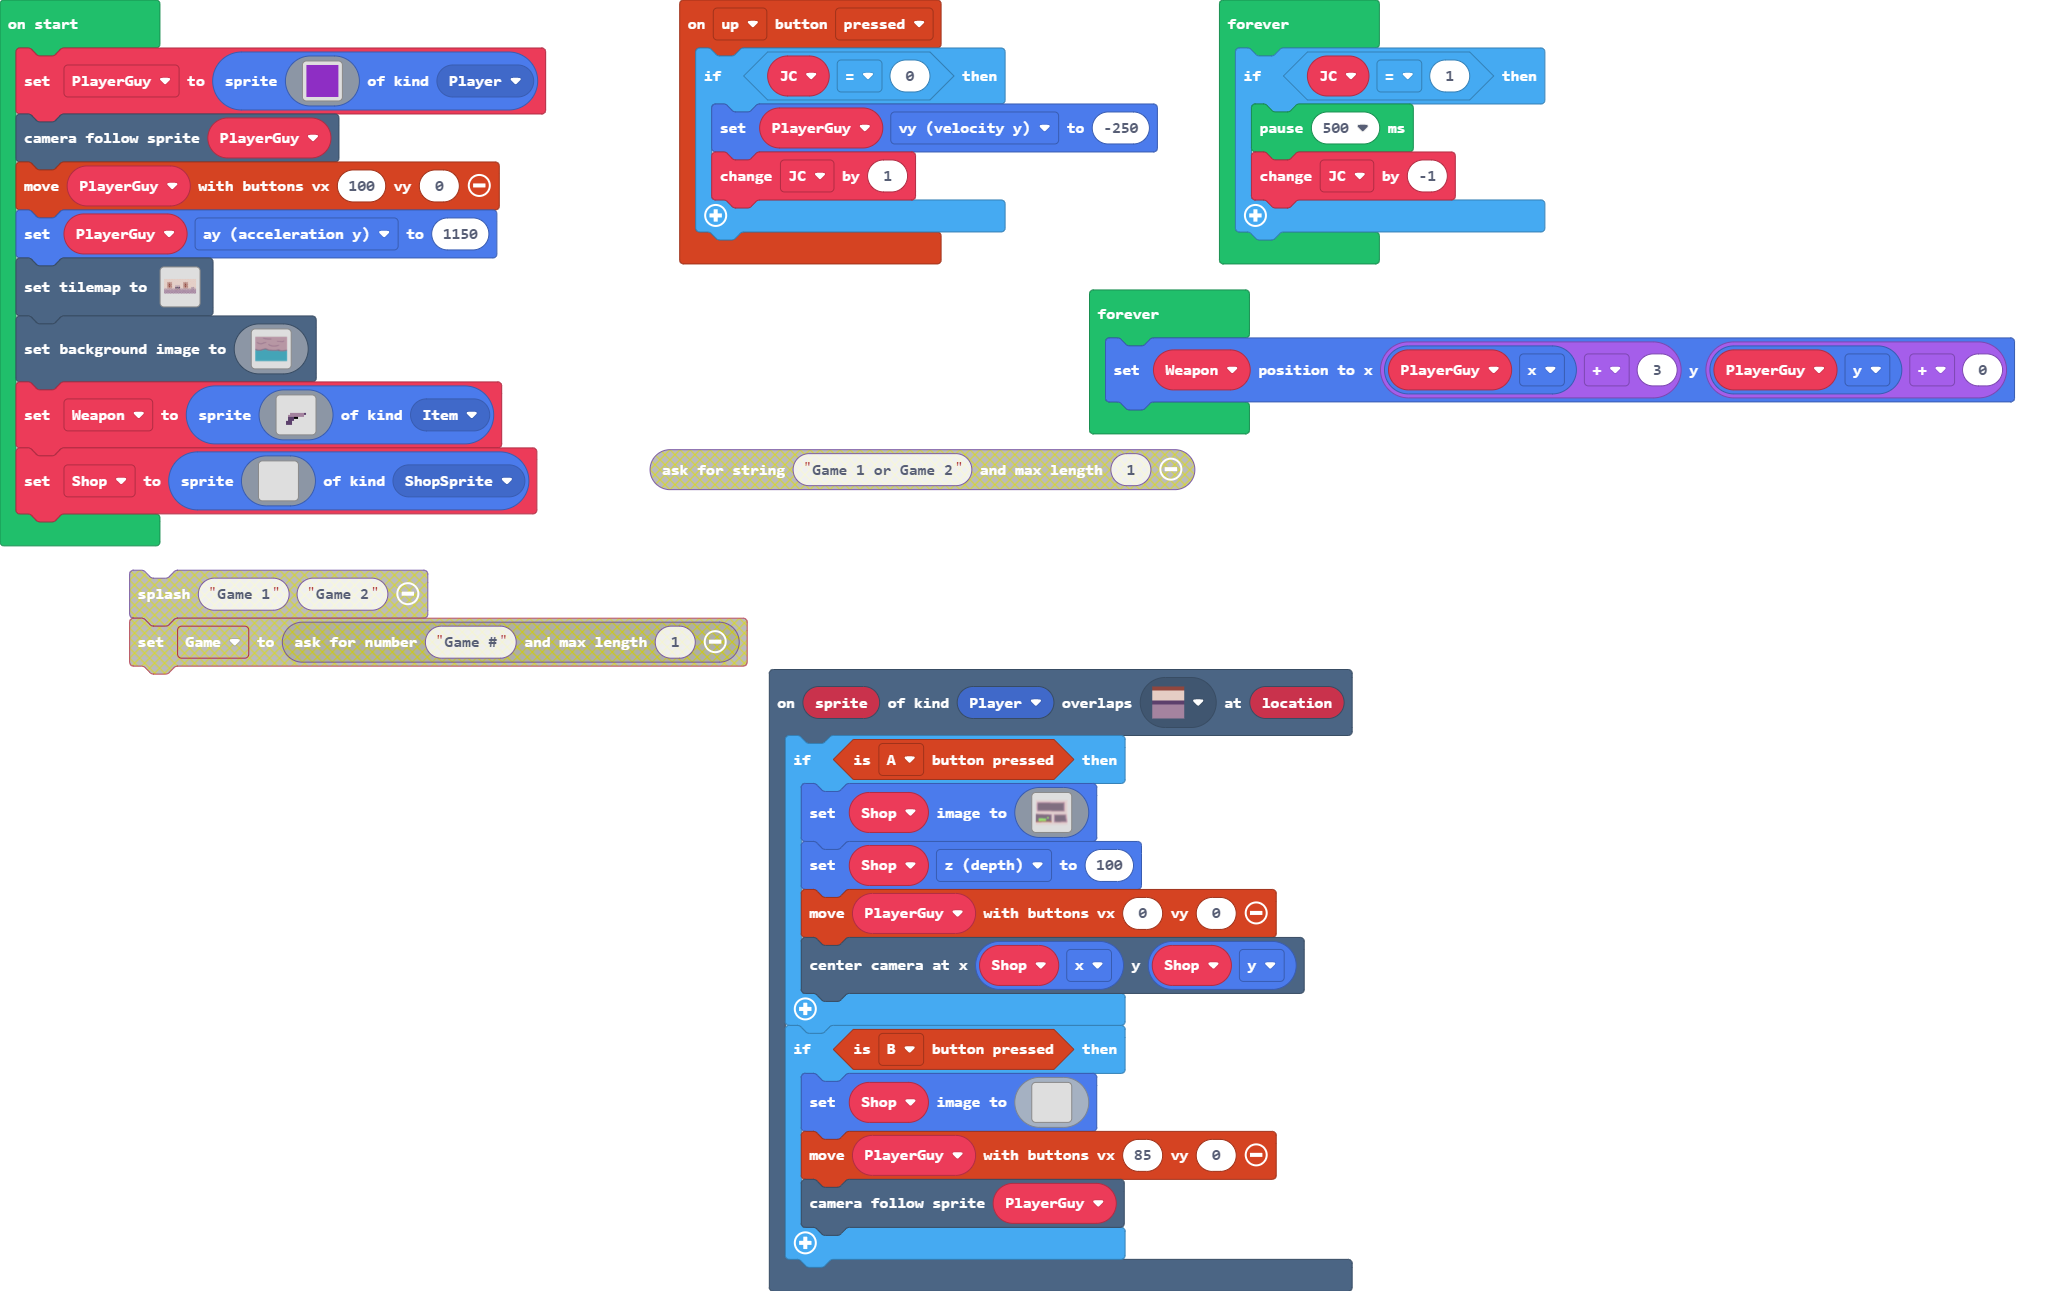 on start
set PlayerGuy to sprite of kind Player
camera follow sprite PlayerGuy
move PlayerGuy with buttons vx 100 vy 0
set PlayerGuy ay (acceleration y) to 1150
set tilemap to
set background image to
set Weapon to sprite of kind Item
set Shop to sprite of kind ShopSprite
on up button pressed
if JC = 0 then
set PlayerGuy vy (velocity y) to -250
change JC by 1
forever
if JC = 1 then
pause 500 ms
change JC by -1
forever
set Weapon position to x PlayerGuy x + 3 y PlayerGuy y + 0
ask for string "Game 1 or Game 2" and max length 1
splash "Game 1" "Game 2"
set Game to ask for number "Game #" and max length 1
on sprite of kind Player overlaps at location
if is A button pressed then
set Shop image to
set Shop z (depth) to 100
move PlayerGuy with buttons vx 0 vy 0
center camera at x Shop x y Shop y
if is B button pressed then
set Shop image to
move PlayerGuy with buttons vx 85 vy 0
camera follow sprite PlayerGuy